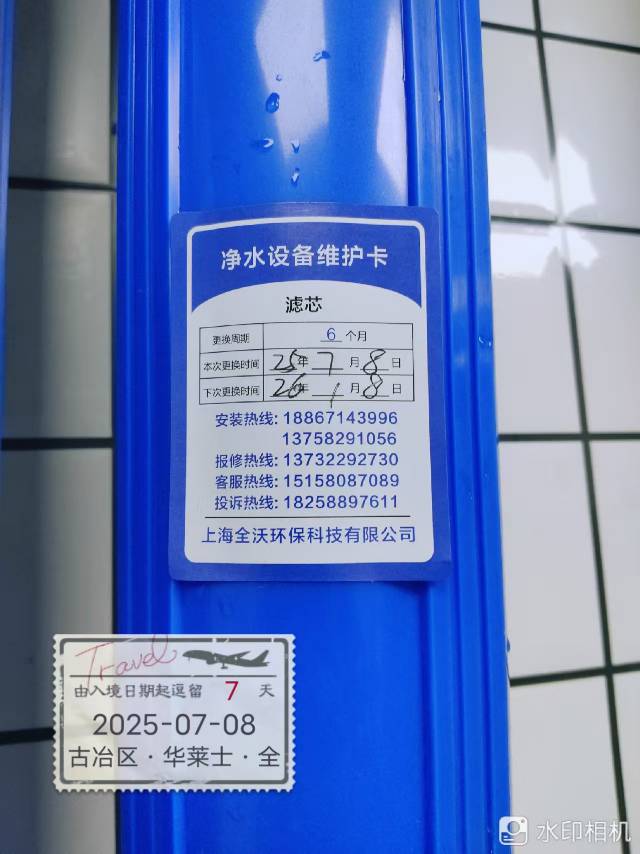 净水设备维护卡
滤芯
更换周期 6 个月
本次更换时间 25年 7 月 8 日
下次更换时间 26年 1 月 8 日
安装热线: 18867143996
13758291056
报修热线: 13732292730
客服热线: 15158087089
投诉热线: 18258897611
上海全沃环保科技有限公司
Travel
由入境日期起逗留 7 天
2025-07-08
古冶区·华莱士·全
水印相机